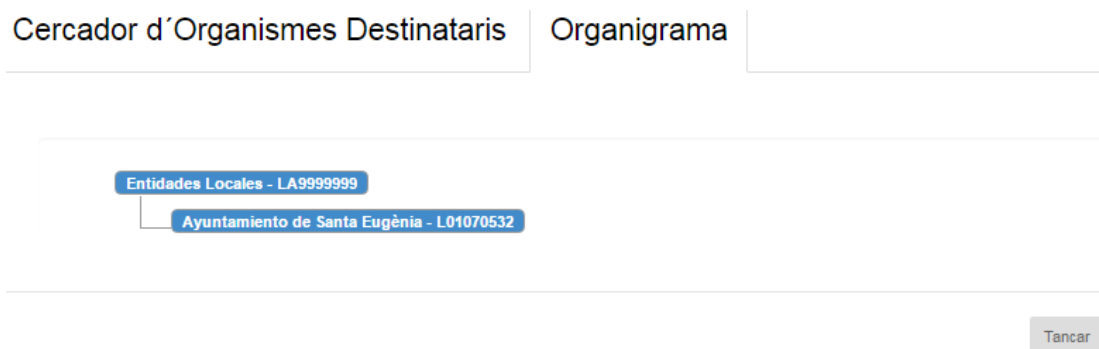 Cercador d´Organismes Destinataris
Organigrama
Entidades Locales - LA9999999
Ayuntamiento de Santa Eugènia - L01070532
Tancar